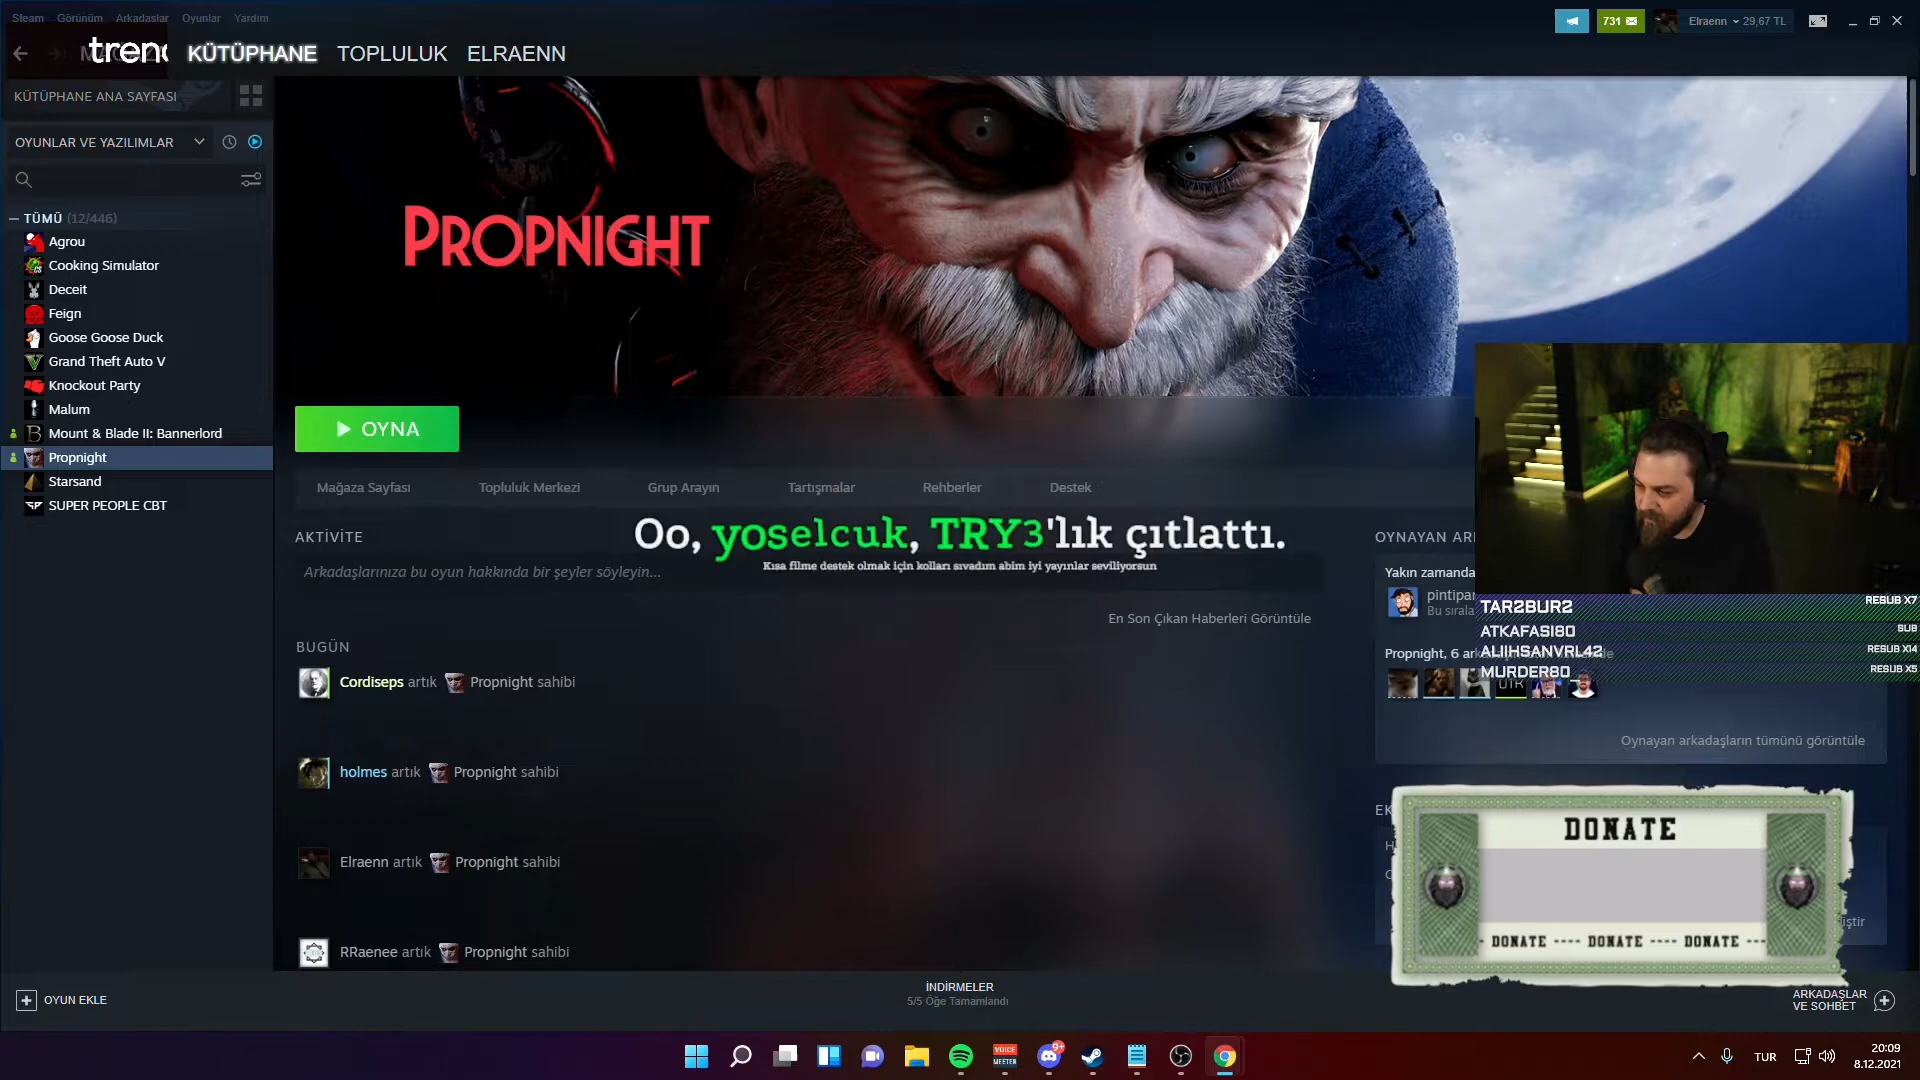 Steam Görünüm Arkadaşlar Oyunlar Yardım
731
Elraenn 29,67 TL
KÜTÜPHANE TOPLULUK ELRAENN
KÜTÜPHANE ANA SAYFASI
OYUNLAR VE YAZILIMLAR
TÜMÜ (12/446)
Agrou
Cooking Simulator
Deceit
Feign
Goose Goose Duck
Grand Theft Auto V
Knockout Party
Malum
Mount & Blade II: Bannerlord
Propnight
Starsand
SUPER PEOPLE CBT
PROPNIGHT
OYNA
Mağaza Sayfası Topluluk Merkezi Grup Arayın Tartışmalar Rehberler Destek
Oo, yoselcuk, TRY3'lık çıtlattı.
Kısa filme destek olmak için kolları sıvadım abim iyi yayınlar seviliyorsun
AKTİVİTE
Arkadaşlarınıza bu oyun hakkında bir şeyler söyleyin...
En Son Çıkan Haberleri Görüntüle
BUGÜN
Cordiseps artık Propnight sahibi
holmes artık Propnight sahibi
Elraenn artık Propnight sahibi
RRaenee artık Propnight sahibi
OYNAYAN
Yakın zamanda
Bu
TAR2BUR2 RESUB X7
ATKAFASI80 SUB
ALIIHSANVRL42 RESUB X14
MURDER80 RESUB X5
Propnight, 6
Oynayan arkadaşların tümünü görüntüle
DONATE
DONATE ---- DONATE ---- DONATE
OYUN EKLE
İNDİRMELER
5/5 Öğe Tamamlandı
ARKADAŞLAR
VE SOHBET
VOICE
MEETER
9+
TUR
20:09
8.12.2021